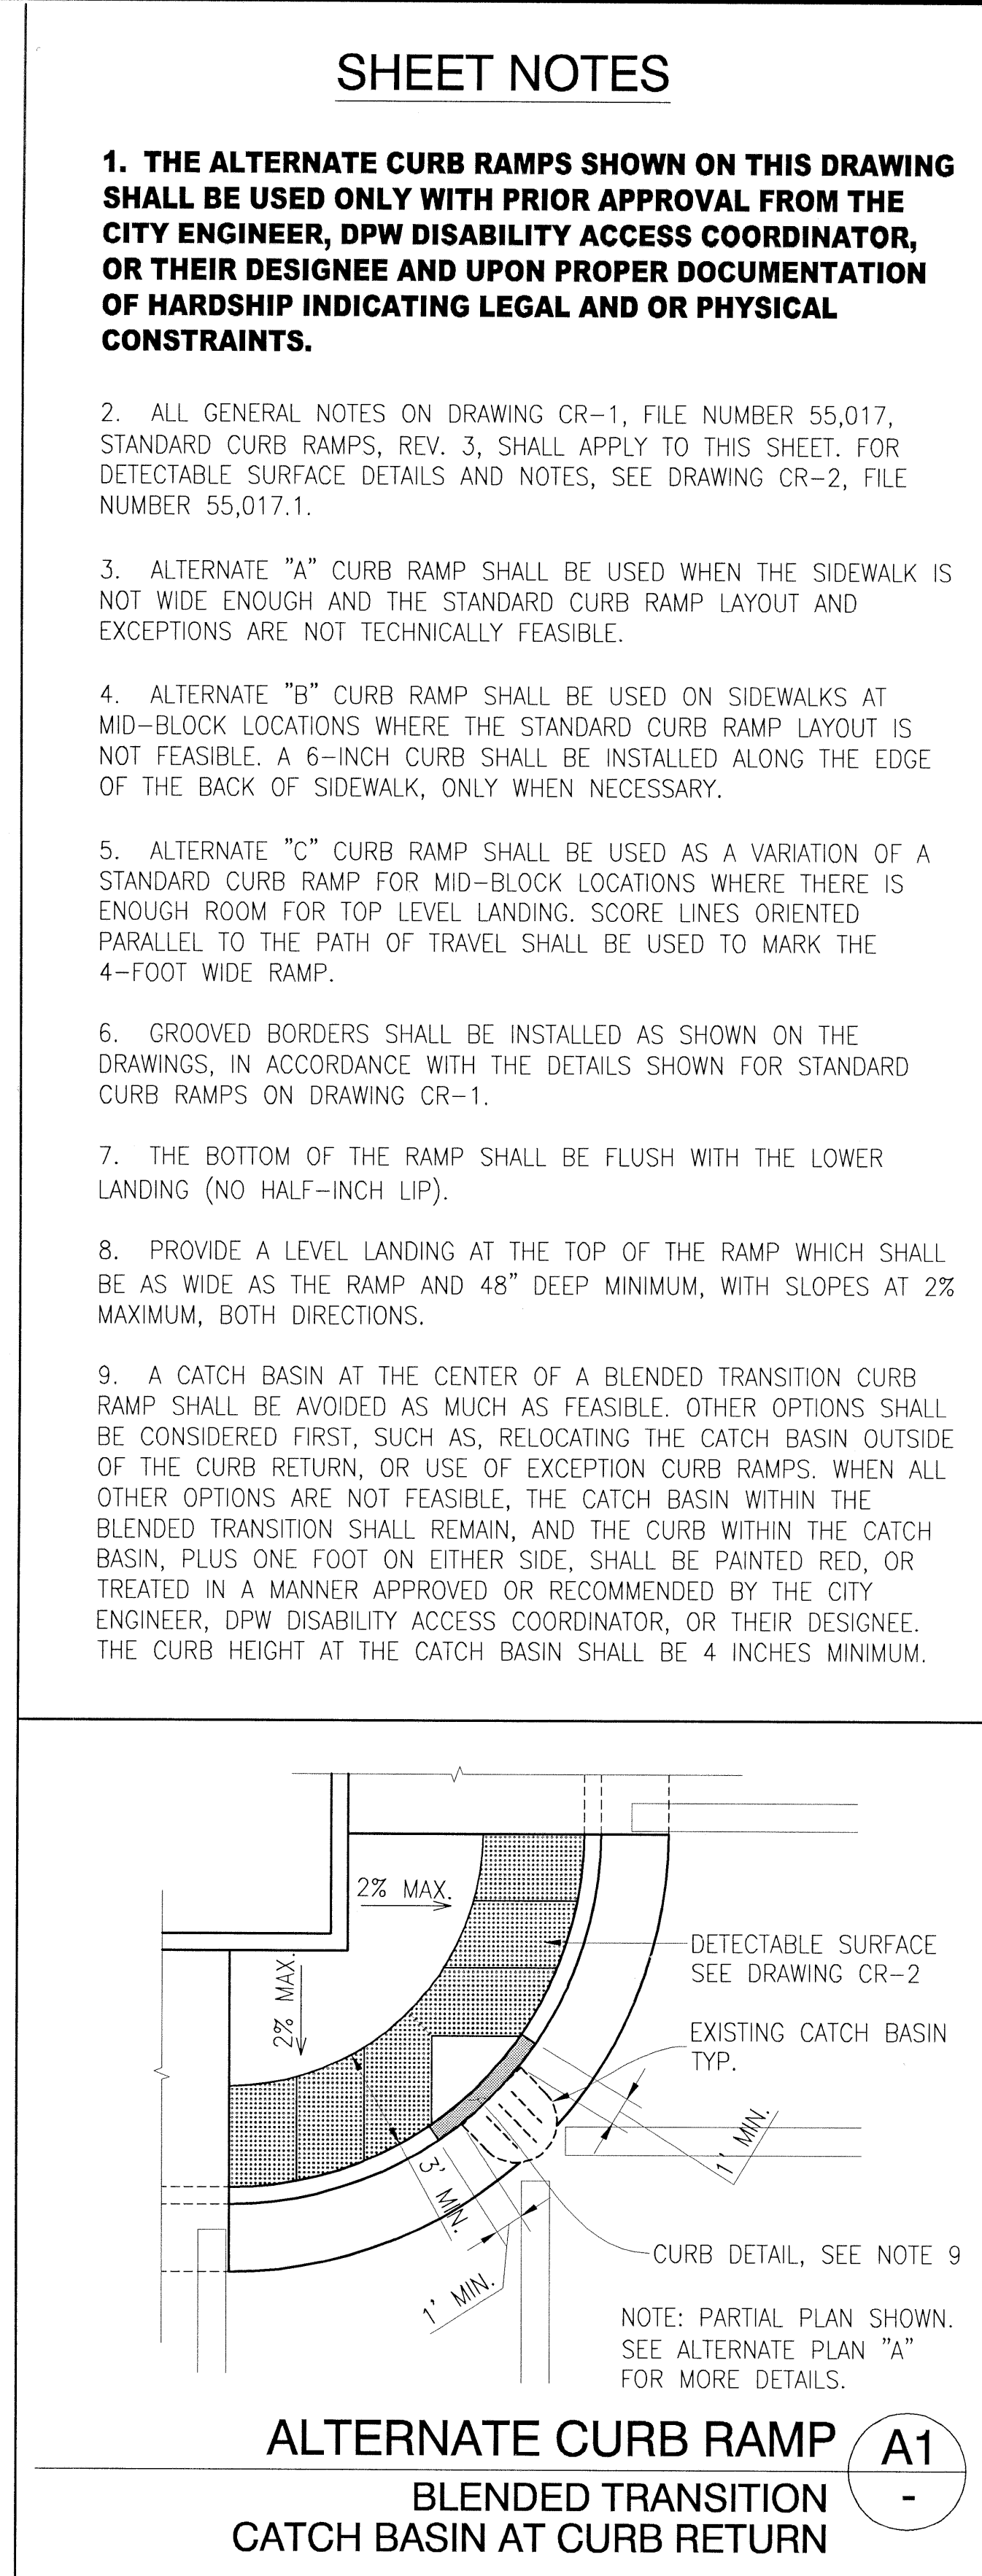 SHEET NOTES
1. THE ALTERNATE CURB RAMPS SHOWN ON THIS DRAWING
SHALL BE USED ONLY WITH PRIOR APPROVAL FROM THE
CITY ENGINEER, DPW DISABILITY ACCESS COORDINATOR,
OR THEIR DESIGNEE AND UPON PROPER DOCUMENTATION
OF HARDSHIP INDICATING LEGAL AND OR PHYSICAL
CONSTRAINTS.
2. ALL GENERAL NOTES ON DRAWING CR-1, FILE NUMBER 55,017,
STANDARD CURB RAMPS, REV. 3, SHALL APPLY TO THIS SHEET. FOR
DETECTABLE SURFACE DETAILS AND NOTES, SEE DRAWING CR-2, FILE
NUMBER 55,017.1.
3. ALTERNATE "A" CURB RAMP SHALL BE USED WHEN THE SIDEWALK IS
NOT WIDE ENOUGH AND THE STANDARD CURB RAMP LAYOUT AND
EXCEPTIONS ARE NOT TECHNICALLY FEASIBLE.
4. ALTERNATE "B" CURB RAMP SHALL BE USED ON SIDEWALKS AT
MID-BLOCK LOCATIONS WHERE THE STANDARD CURB RAMP LAYOUT IS
NOT FEASIBLE. A 6-INCH CURB SHALL BE INSTALLED ALONG THE EDGE
OF THE BACK OF SIDEWALK, ONLY WHEN NECESSARY.
5. ALTERNATE "C" CURB RAMP SHALL BE USED AS A VARIATION OF A
STANDARD CURB RAMP FOR MID-BLOCK LOCATIONS WHERE THERE IS
ENOUGH ROOM FOR TOP LEVEL LANDING. SCORE LINES ORIENTED
PARALLEL TO THE PATH OF TRAVEL SHALL BE USED TO MARK THE
4-FOOT WIDE RAMP.
6. GROOVED BORDERS SHALL BE INSTALLED AS SHOWN ON THE
DRAWINGS, IN ACCORDANCE WITH THE DETAILS SHOWN FOR STANDARD
CURB RAMPS ON DRAWING CR-1.
7. THE BOTTOM OF THE RAMP SHALL BE FLUSH WITH THE LOWER
LANDING (NO HALF-INCH LIP).
8. PROVIDE A LEVEL LANDING AT THE TOP OF THE RAMP WHICH SHALL
BE AS WIDE AS THE RAMP AND 48" DEEP MINIMUM, WITH SLOPES AT 2%
MAXIMUM, BOTH DIRECTIONS.
9. A CATCH BASIN AT THE CENTER OF A BLENDED TRANSITION CURB
RAMP SHALL BE AVOIDED AS MUCH AS FEASIBLE. OTHER OPTIONS SHALL
BE CONSIDERED FIRST, SUCH AS, RELOCATING THE CATCH BASIN OUTSIDE
OF THE CURB RETURN, OR USE OF EXCEPTION CURB RAMPS. WHEN ALL
OTHER OPTIONS ARE NOT FEASIBLE, THE CATCH BASIN WITHIN THE
BLENDED TRANSITION SHALL REMAIN, AND THE CURB WITHIN THE CATCH
BASIN, PLUS ONE FOOT ON EITHER SIDE, SHALL BE PAINTED RED, OR
TREATED IN A MANNER APPROVED OR RECOMMENDED BY THE CITY
ENGINEER, DPW DISABILITY ACCESS COORDINATOR, OR THEIR DESIGNEE.
THE CURB HEIGHT AT THE CATCH BASIN SHALL BE 4 INCHES MINIMUM.
2% MAX.
2% MAX.
DETECTABLE SURFACE
SEE DRAWING CR-2
EXISTING CATCH BASIN
TYP.
1' MIN.
3' MIN.
1' MIN.
CURB DETAIL, SEE NOTE 9
NOTE: PARTIAL PLAN SHOWN.
SEE ALTERNATE PLAN "A"
FOR MORE DETAILS.
ALTERNATE CURB RAMP
A1
BLENDED TRANSITION
-
CATCH BASIN AT CURB RETURN